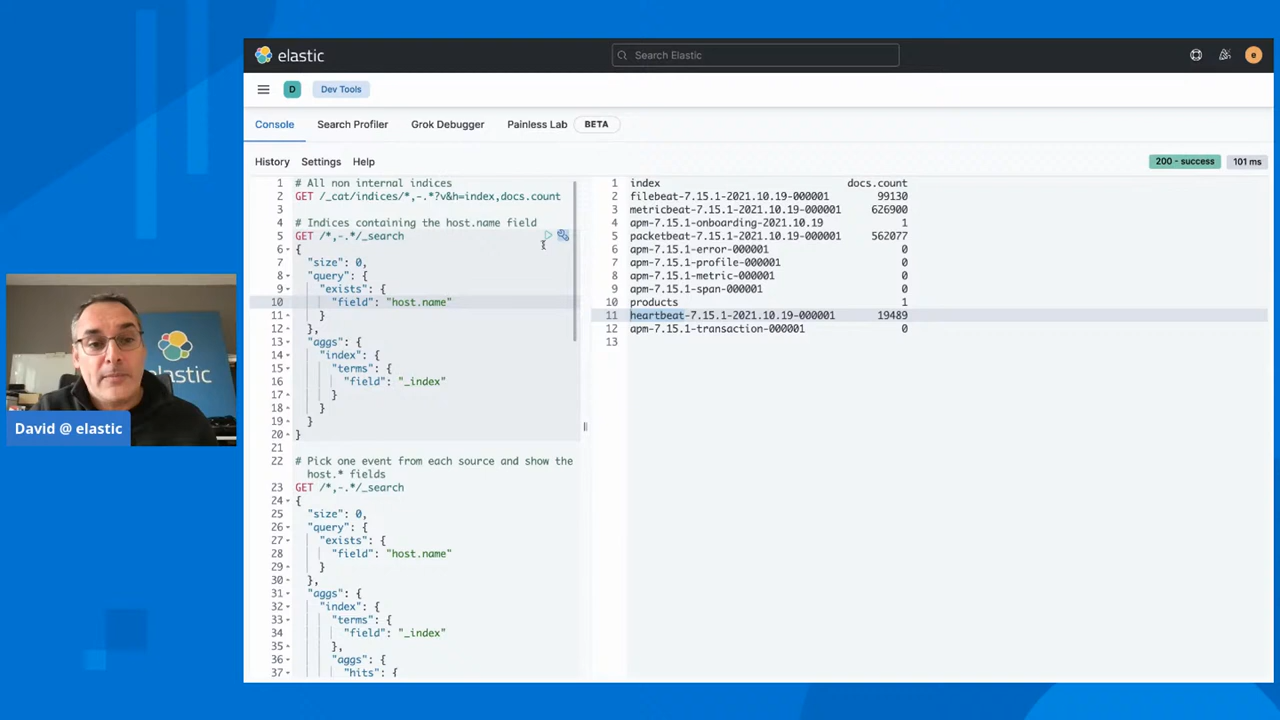 elastic
Search Elastic
e
D
Dev Tools
Console
Search Profiler
Grok Debugger
Painless Lab
BETA
History
Settings
Help
200 - success
101 ms
1 # All non internal indices
2 GET /_cat/indices/*,-.*?v&h=index,docs.count
3
4 # Indices containing the host.name field
5 GET /*,-.*/_search
6 {
7 "size": 0,
8 "query": {
9 "exists": {
10 "field": "host.name"
11 }
12 },
13 "aggs": {
14 "index": {
15 "terms": {
16 "field": "_index"
17 }
18 }
19 }
20 }
21
22 # Pick one event from each source and show the
host.* fields
23 GET /*,-.*/_search
24 {
25 "size": 0,
26 "query": {
27 "exists": {
28 "field": "host.name"
29 }
30 },
31 "aggs": {
32 "index": {
33 "terms": {
34 "field": "_index"
35 },
36 "aggs": {
37 "hits": {
1 index docs.count
2 filebeat-7.15.1-2021.10.19-000001 99130
3 metricbeat-7.15.1-2021.10.19-000001 626900
4 apm-7.15.1-onboarding-2021.10.19 1
5 packetbeat-7.15.1-2021.10.19-000001 562077
6 apm-7.15.1-error-000001 0
7 apm-7.15.1-profile-000001 0
8 apm-7.15.1-metric-000001 0
9 apm-7.15.1-span-000001 0
10 products 1
11 heartbeat-7.15.1-2021.10.19-000001 19489
12 apm-7.15.1-transaction-000001 0
13
elastic
David @ elastic